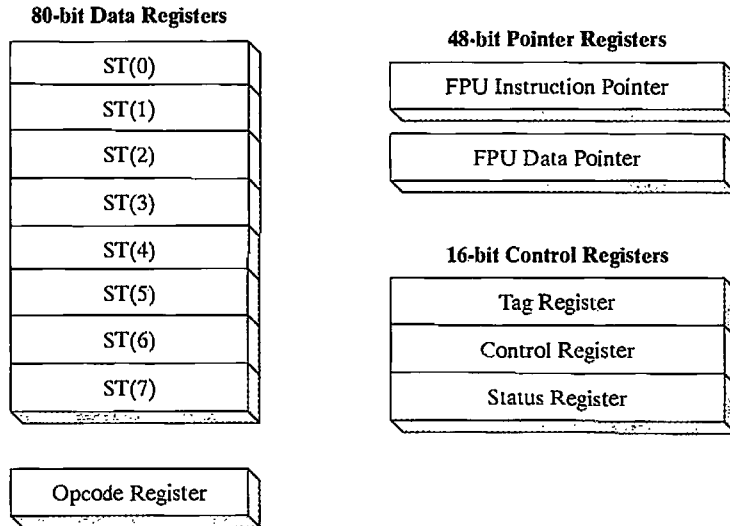 80-bit Data Registers
ST(0)
ST(1)
ST(2)
ST(3)
ST(4)
ST(5)
ST(6)
ST(7)
Opcode Register
48-bit Pointer Registers
FPU Instruction Pointer
FPU Data Pointer
16-bit Control Registers
Tag Register
Control Register
Status Register